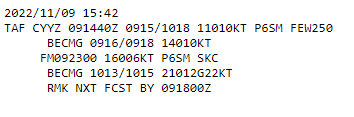 2022/11/09 15:42
TAF CYYZ 091440Z 0915/1018 11010KT P6SM FEW250
BECMG 0916/0918 14010KT
FM092300 16006KT P6SM SKC
BECMG 1013/1015 21012G22KT
RMK NXT FCST BY 091800Z